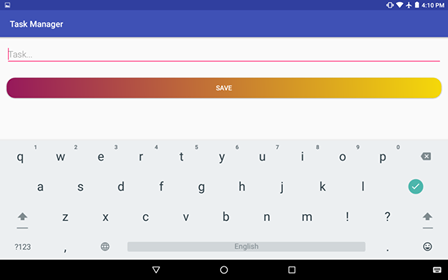 4:10 PM
Task Manager
Task...
SAVE
1 2 3 4 5 6 7 8 9 0
q w e r t y u i o p
a s d f g h j k l
z x c v b n m ! ?
?123 , English .